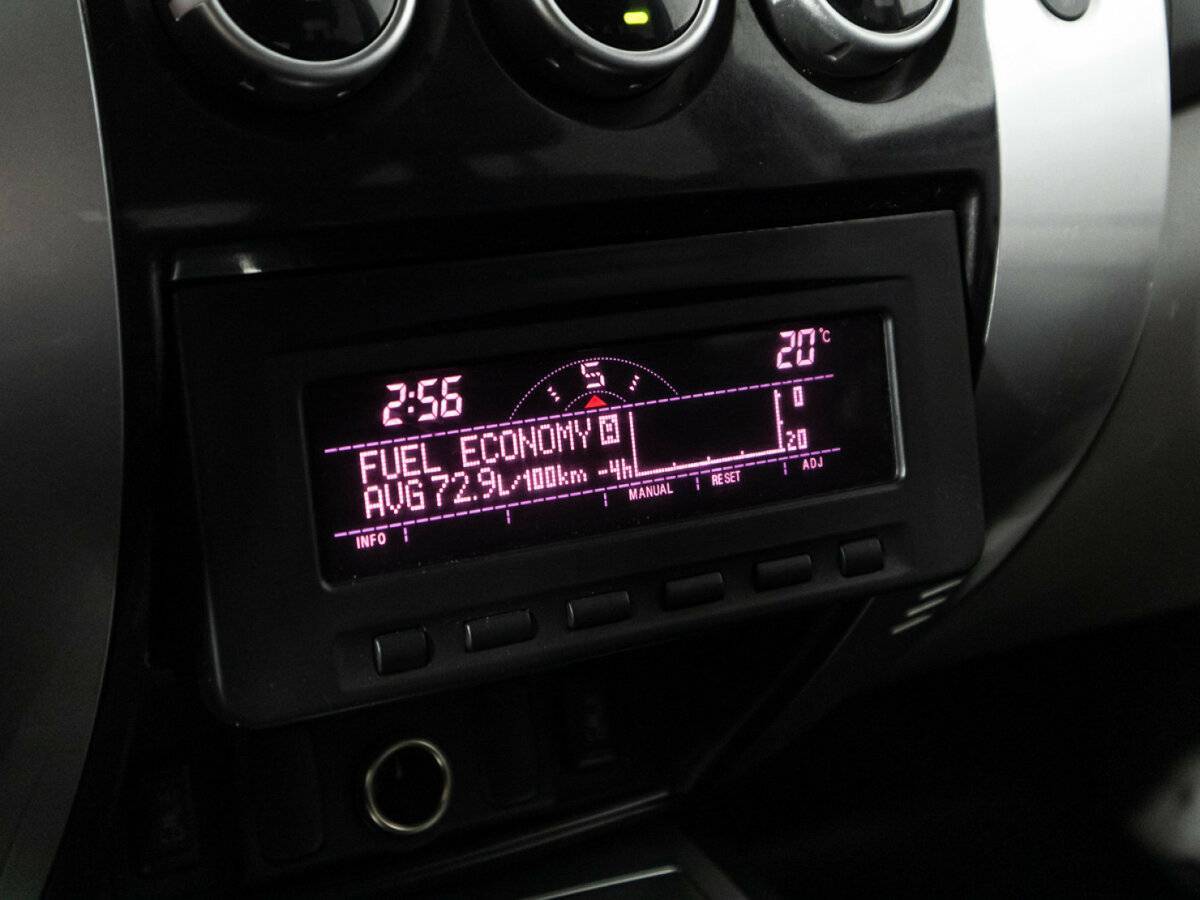 2:56
S
20°C
FUEL ECONOMY M
AVG 72.9L/100km
-4h
0
20
INFO
MANUAL
RESET
ADJ